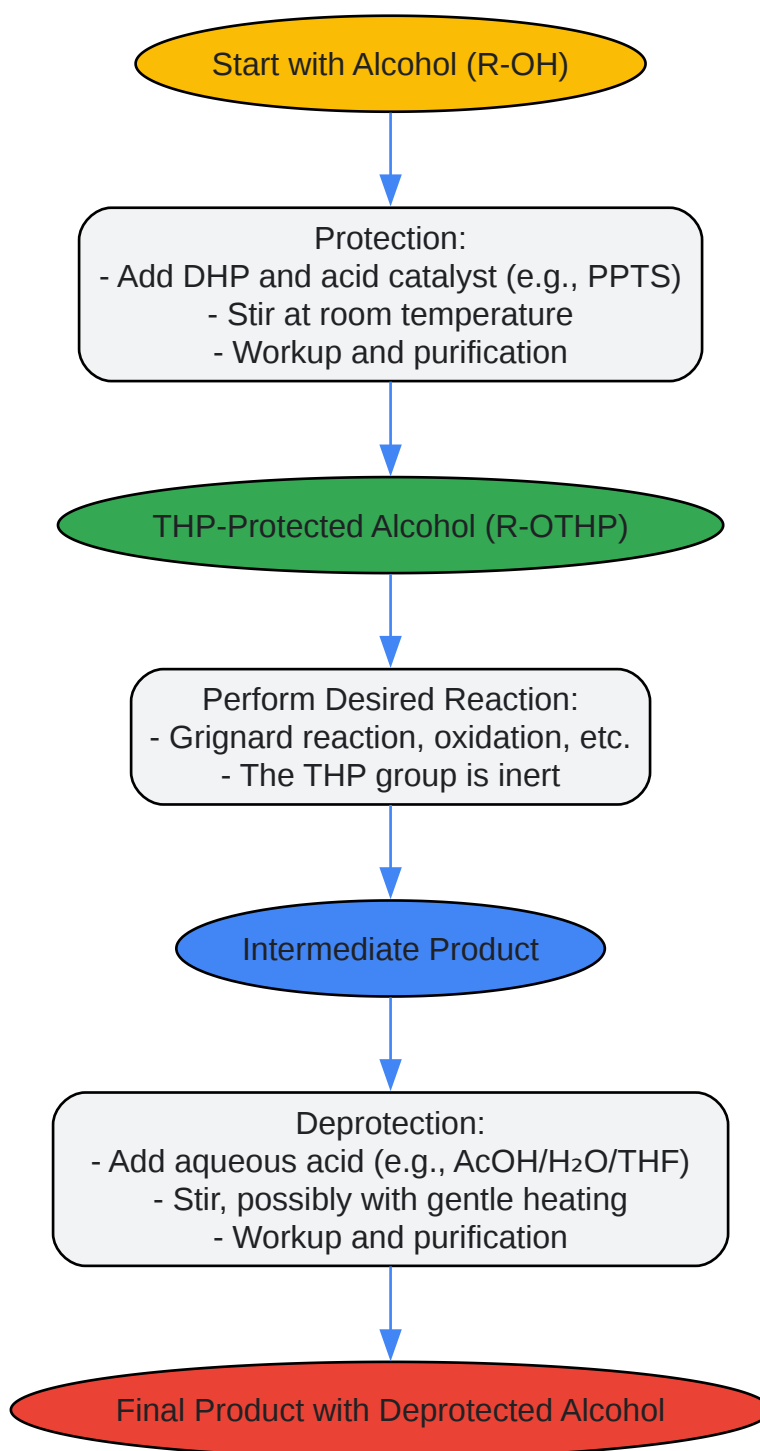 Start with Alcohol (R-OH)
Protection:
- Add DHP and acid catalyst (e.g., PPTS)
- Stir at room temperature
- Workup and purification
THP-Protected Alcohol (R-OTHP)
Perform Desired Reaction:
- Grignard reaction, oxidation, etc.
- The THP group is inert
Intermediate Product
Deprotection:
- Add aqueous acid (e.g., AcOH/H₂O/THF)
- Stir, possibly with gentle heating
- Workup and purification
Final Product with Deprotected Alcohol